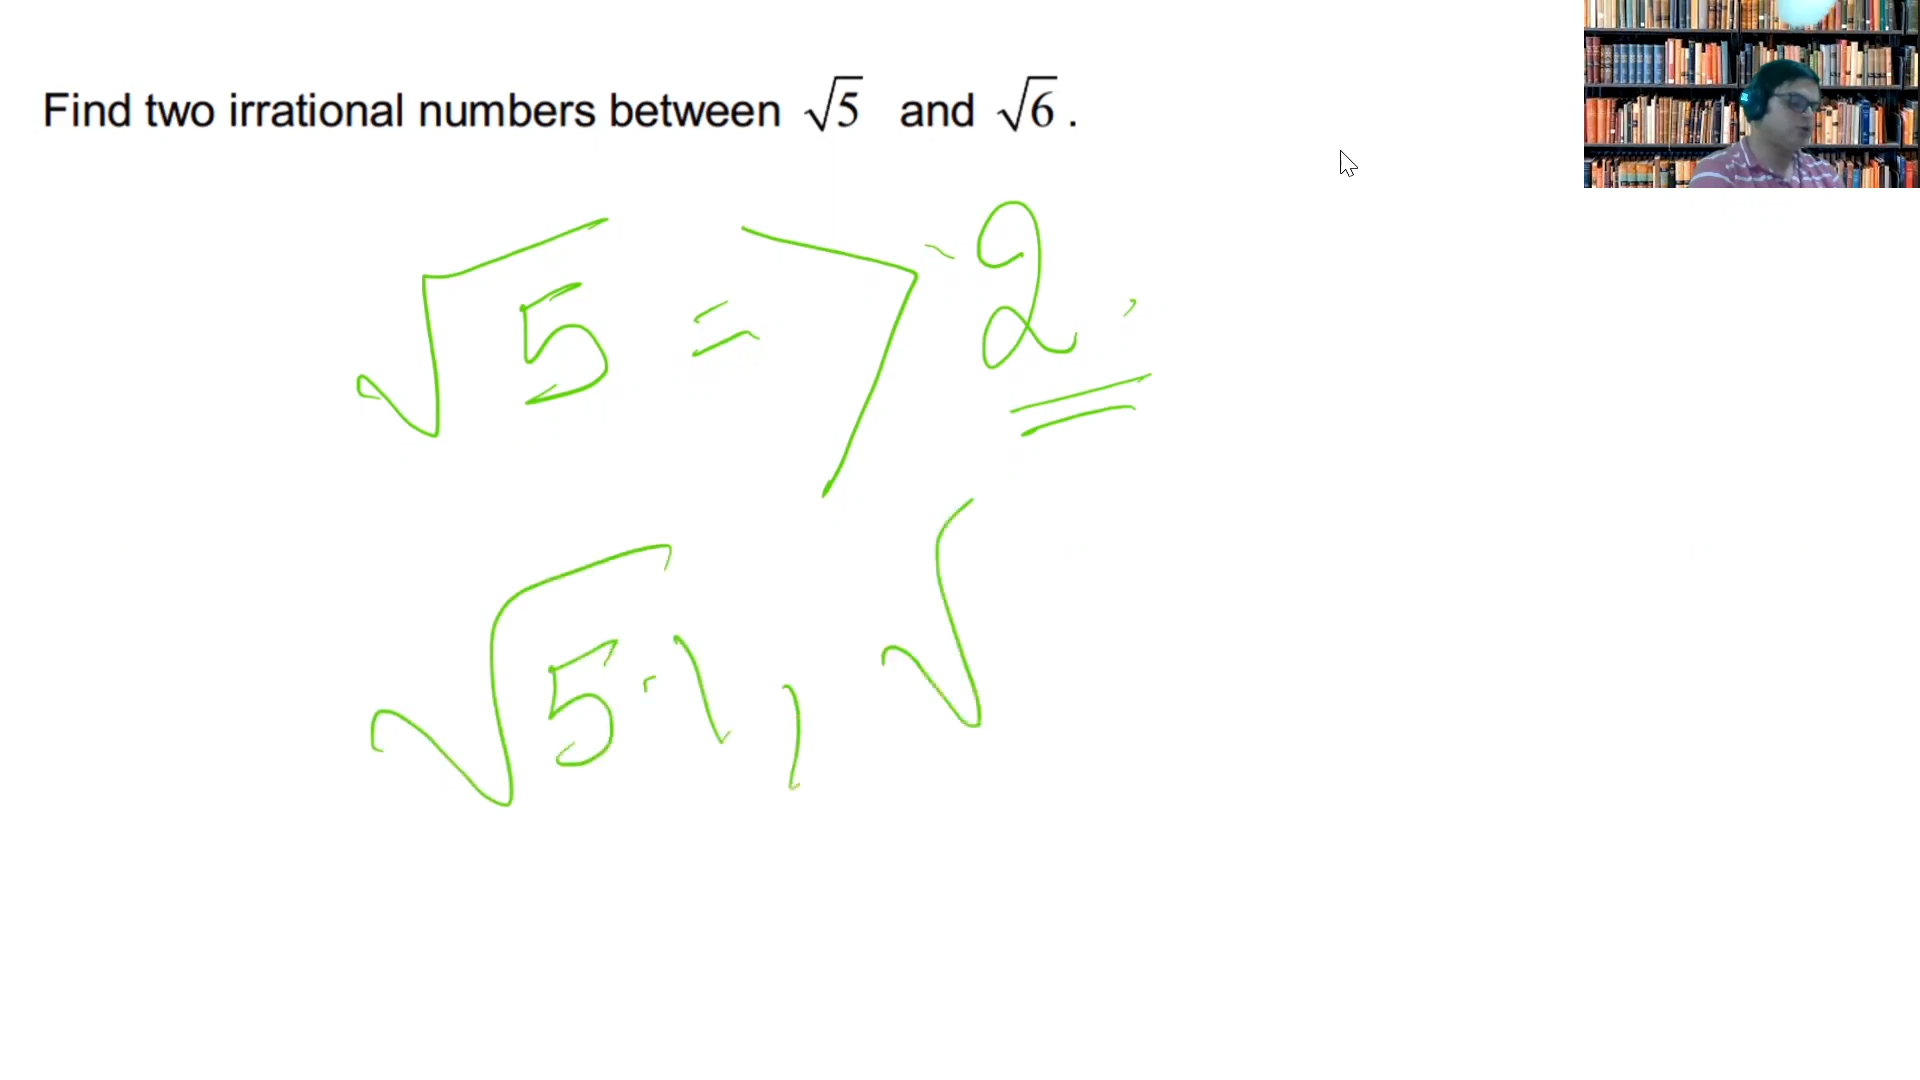 Find two irrational numbers between √5 and √6.
√5 => 2.
√5.1, √